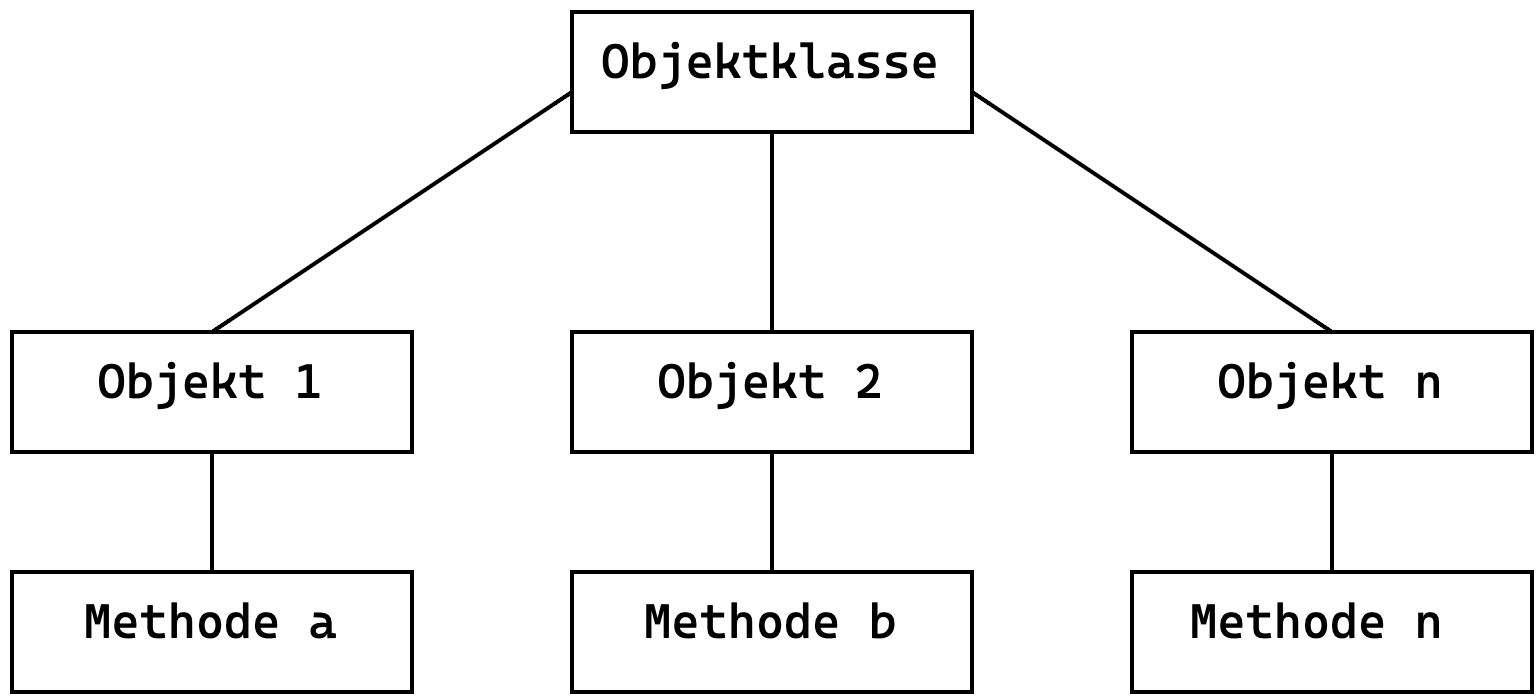 Objektklasse
Objekt 1
Objekt 2
Objekt n
Methode a
Methode b
Methode n